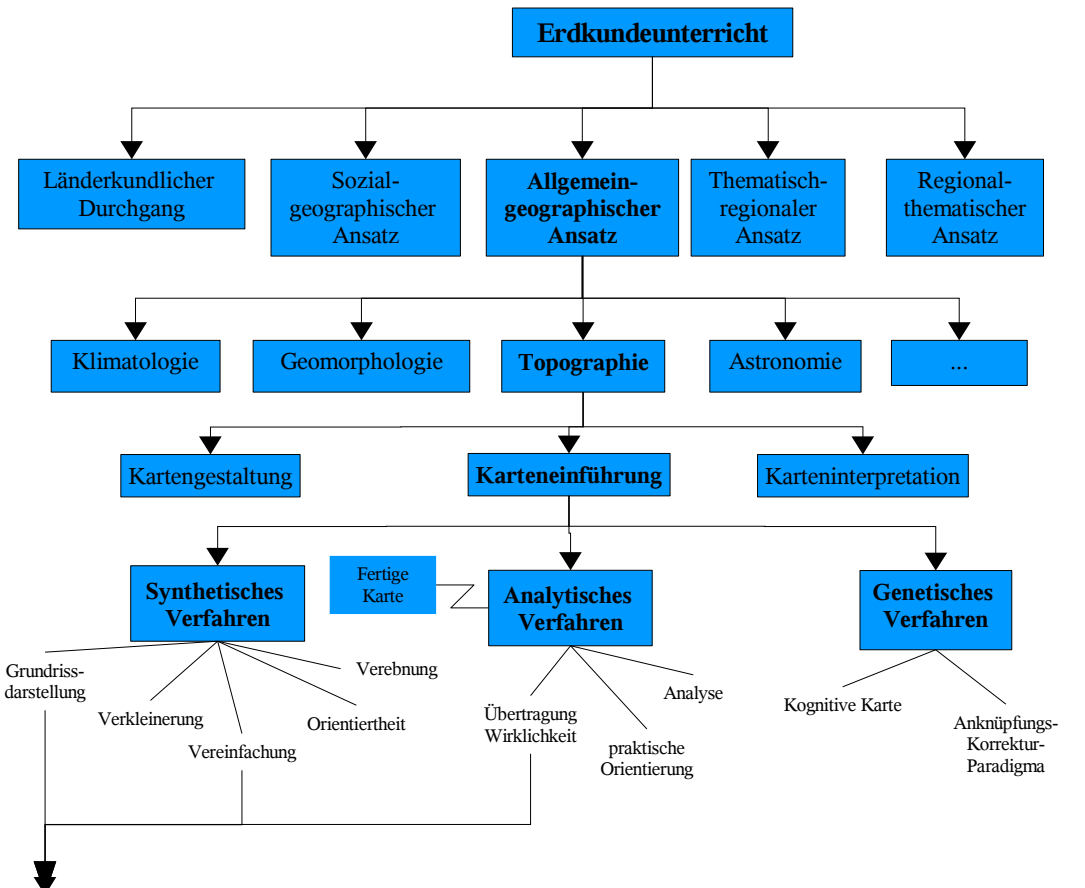 Erdkundeunterricht
Länderkundlicher
Durchgang
Sozial-
geographischer
Ansatz
Allgemein-
geographischer
Ansatz
Thematisch-
regionaler
Ansatz
Regional-
thematischer
Ansatz
Klimatologie
Geomorphologie
Topographie
Astronomie
...
Kartengestaltung
Karteneinführung
Karteninterpretation
Synthetisches
Verfahren
Fertige
Karte
Analytisches
Verfahren
Genetisches
Verfahren
Grundriss-
darstellung
Verkleinerung
Vereinfachung
Orientiertheit
Verebnung
Übertragung
Wirklichkeit
praktische
Orientierung
Analyse
Kognitive Karte
Anknüpfungs-
Korrektur-
Paradigma